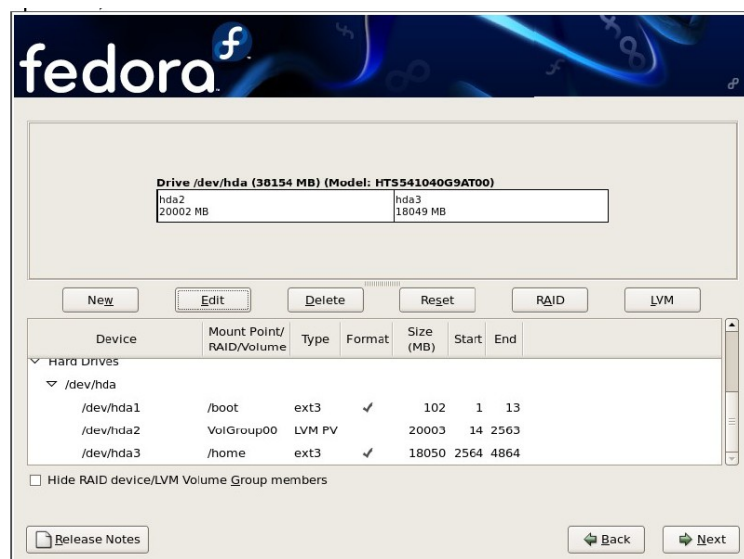 fedora
Drive /dev/hda (38154 MB) (Model: HTS541040G9AT00)
hda2 hda3
20002 MB 18049 MB
New Edit Delete Reset RAID LVM
Device Mount Point/ RAID/Volume Type Format Size (MB) Start End
Hard Drives
/dev/hda
/dev/hda1 /boot ext3 102 1 13
/dev/hda2 VolGroup00 LVM PV 20003 14 2563
/dev/hda3 /home ext3 18050 2564 4864
Hide RAID device/LVM Volume Group members
Release Notes Back Next